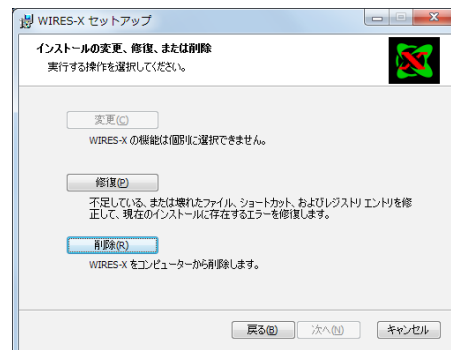 WIRES-X セットアップ
インストールの変更、修復、または削除
実行する操作を選択してください。
変更(C)
WIRES-X の機能は個別に選択できません。
修復(P)
不足している、または壊れたファイル、ショートカット、およびレジストリ エントリを修
正して、現在のインストールに存在するエラーを修復します。
削除(R)
WIRES-X をコンピューターから削除します。
戻る(B) 次へ(N) キャンセル